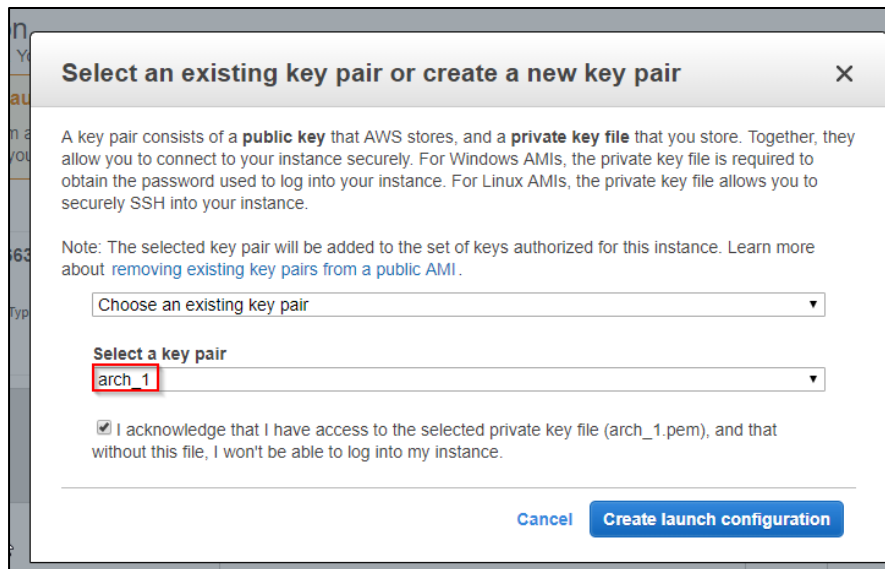 on
Yo
Select an existing key pair or create a new key pair
au
A key pair consists of a public key that AWS stores, and a private key file that you store. Together, they
allow you to connect to your instance securely. For Windows AMIs, the private key file is required to
obtain the password used to log into your instance. For Linux AMIs, the private key file allows you to
securely SSH into your instance.
Note: The selected key pair will be added to the set of keys authorized for this instance. Learn more
about removing existing key pairs from a public AMI.
663
Typ
Choose an existing key pair
Select a key pair
arch_1
I acknowledge that I have access to the selected private key file (arch_1.pem), and that
without this file, I won't be able to log into my instance.
Cancel Create launch configuration